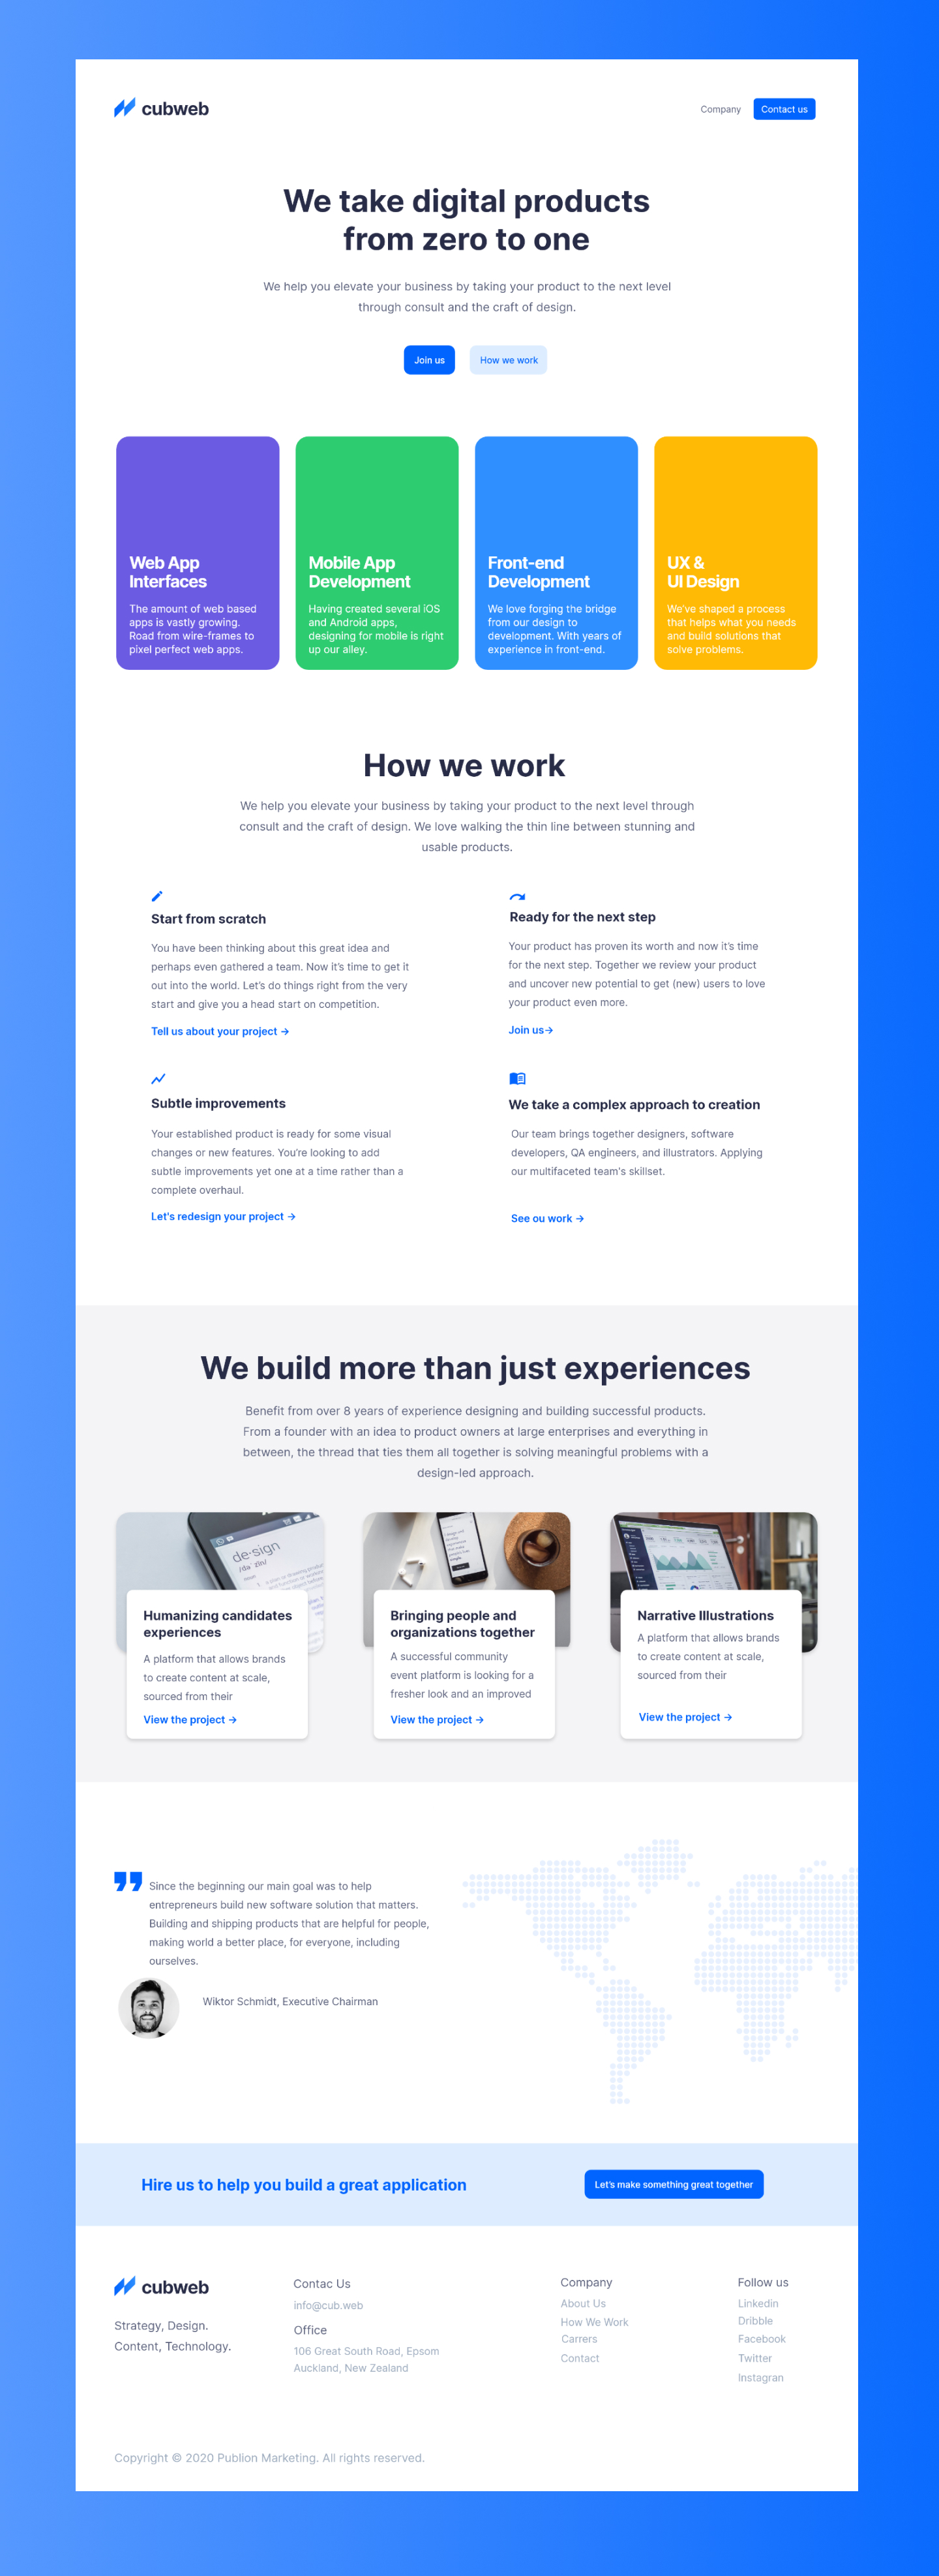 cubweb
Company
Contact us
We take digital products
from zero to one
We help you elevate your business by taking your product to the next level
through consult and the craft of design.
Join us
How we work
Web App
Interfaces
The amount of web based
apps is vastly growing.
Road from wire-frames to
pixel perfect web apps.
Mobile App
Development
Having created several iOS
and Android apps,
designing for mobile is right
up our alley.
Front-end
Development
We love forging the bridge
from our design to
development. With years of
experience in front-end.
UX &
UI Design
We've shaped a process
that helps what you needs
and build solutions that
solve problems.
How we work
We help you elevate your business by taking your product to the next level through
consult and the craft of design. We love walking the thin line between stunning and
usable products.
Start from scratch
You have been thinking about this great idea and
perhaps even gathered a team. Now it's time to get it
out into the world. Let's do things right from the very
start and give you a head start on competition.
Tell us about your project →
Ready for the next step
Your product has proven its worth and now it's time
for the next step. Together we review your product
and uncover new potential to get (new) users to love
your product even more.
Join us→
Subtle improvements
Your established product is ready for some visual
changes or new features. You're looking to add
subtle improvements yet one at a time rather than a
complete overhaul.
Let's redesign your project →
We take a complex approach to creation
Our team brings together designers, software
developers, QA engineers, and illustrators. Applying
our multifaceted team's skillset.
See ou work →
We build more than just experiences
Benefit from over 8 years of experience designing and building successful products.
From a founder with an idea to product owners at large enterprises and everything in
between, the thread that ties them all together is solving meaningful problems with a
design-led approach.
de·sign
Humanizing candidates
experiences
A platform that allows brands
to create content at scale,
sourced from their
View the project →
Bringing people and
organizations together
A successful community
event platform is looking for a
fresher look and an improved
View the project →
Narrative Illustrations
A platform that allows brands
to create content at scale,
sourced from their
View the project →
Since the beginning our main goal was to help
entrepreneurs build new software solution that matters.
Building and shipping products that are helpful for people,
making world a better place, for everyone, including
ourselves.
Wiktor Schmidt, Executive Chairman
Hire us to help you build a great application
Let's make something great together
cubweb
Strategy, Design.
Content, Technology.
Contac Us
info@cub.web
Office
106 Great South Road, Epsom
Auckland, New Zealand
Company
About Us
How We Work
Carrers
Contact
Follow us
Linkedin
Dribble
Facebook
Twitter
Instagran
Copyright © 2020 Publion Marketing. All rights reserved.